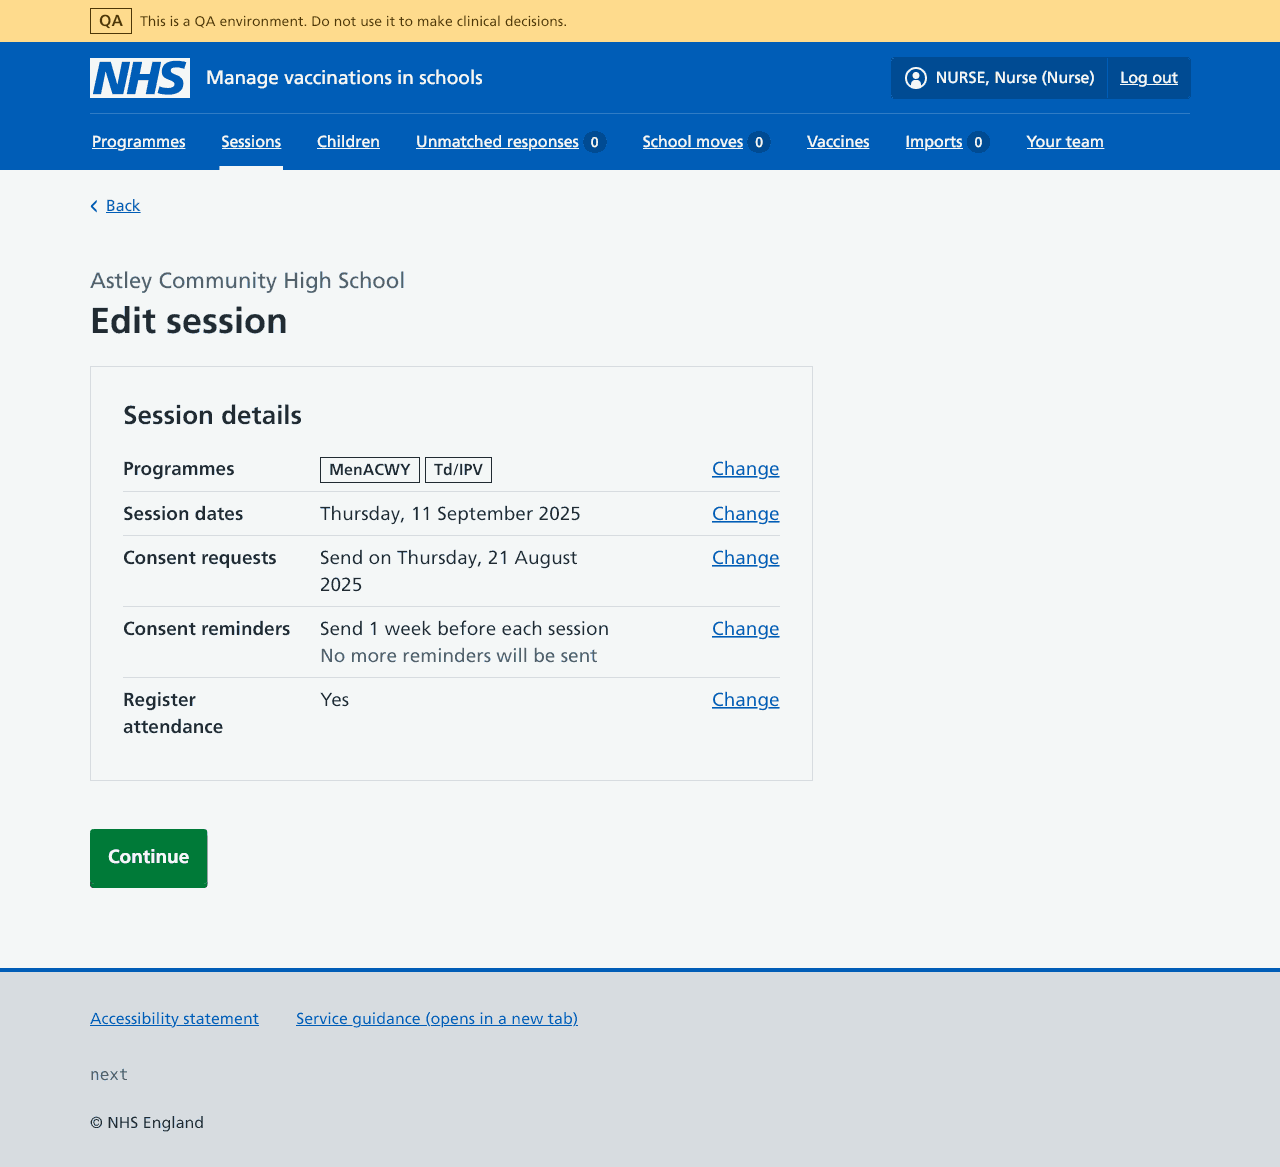 QA This is a QA environment. Do not use it to make clinical decisions.
NHS Manage vaccinations in schools NURSE, Nurse (Nurse) Log out
Programmes Sessions Children Unmatched responses 0 School moves 0 Vaccines Imports 0 Your team
Back
Astley Community High School
Edit session
Session details
Programmes MenACWY Td/IPV Change
Session dates Thursday, 11 September 2025 Change
Consent requests Send on Thursday, 21 August Change
2025
Consent reminders Send 1 week before each session Change
No more reminders will be sent
Register Yes Change
attendance
Continue
Accessibility statement Service guidance (opens in a new tab)
next
© NHS England